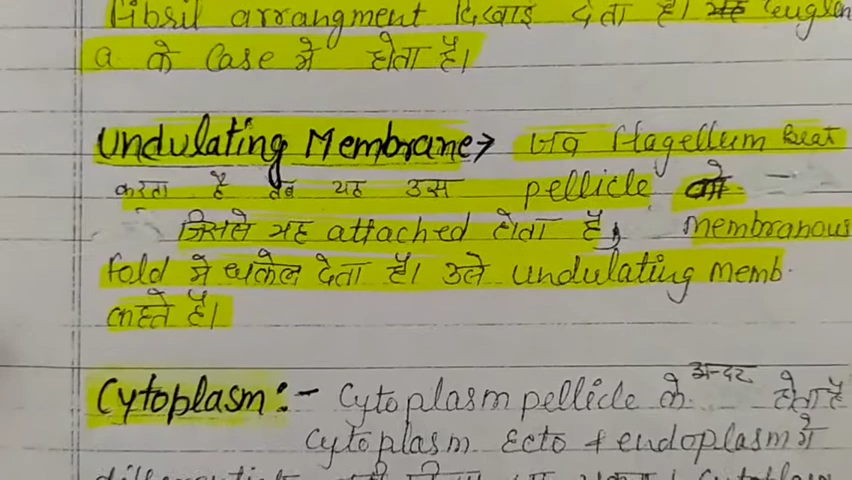 Fibril arrangment दिखाई देता है। euglen
a के Case में होता है।
Undulating Membrane→ जब Flagellum Beat
करता है तब यह उस pellicle को
जिससे यह attached होता है, membranous
fold में धकेल देता है। उसे undulating memb.
कहते हैं।
Cytoplasm:- Cytoplasm pellicle के अन्दर होता है
Cytoplasm Ecto + endoplasm में